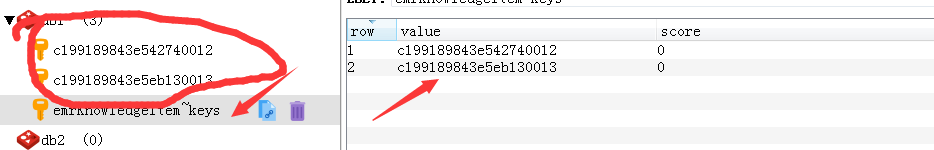 db1 (3)
c199189843e542740012
c199189843e5eb130013
emrKnowledgeItem~keys
db2 (0)
row value score
1 c199189843e542740012 0
2 c199189843e5eb130013 0